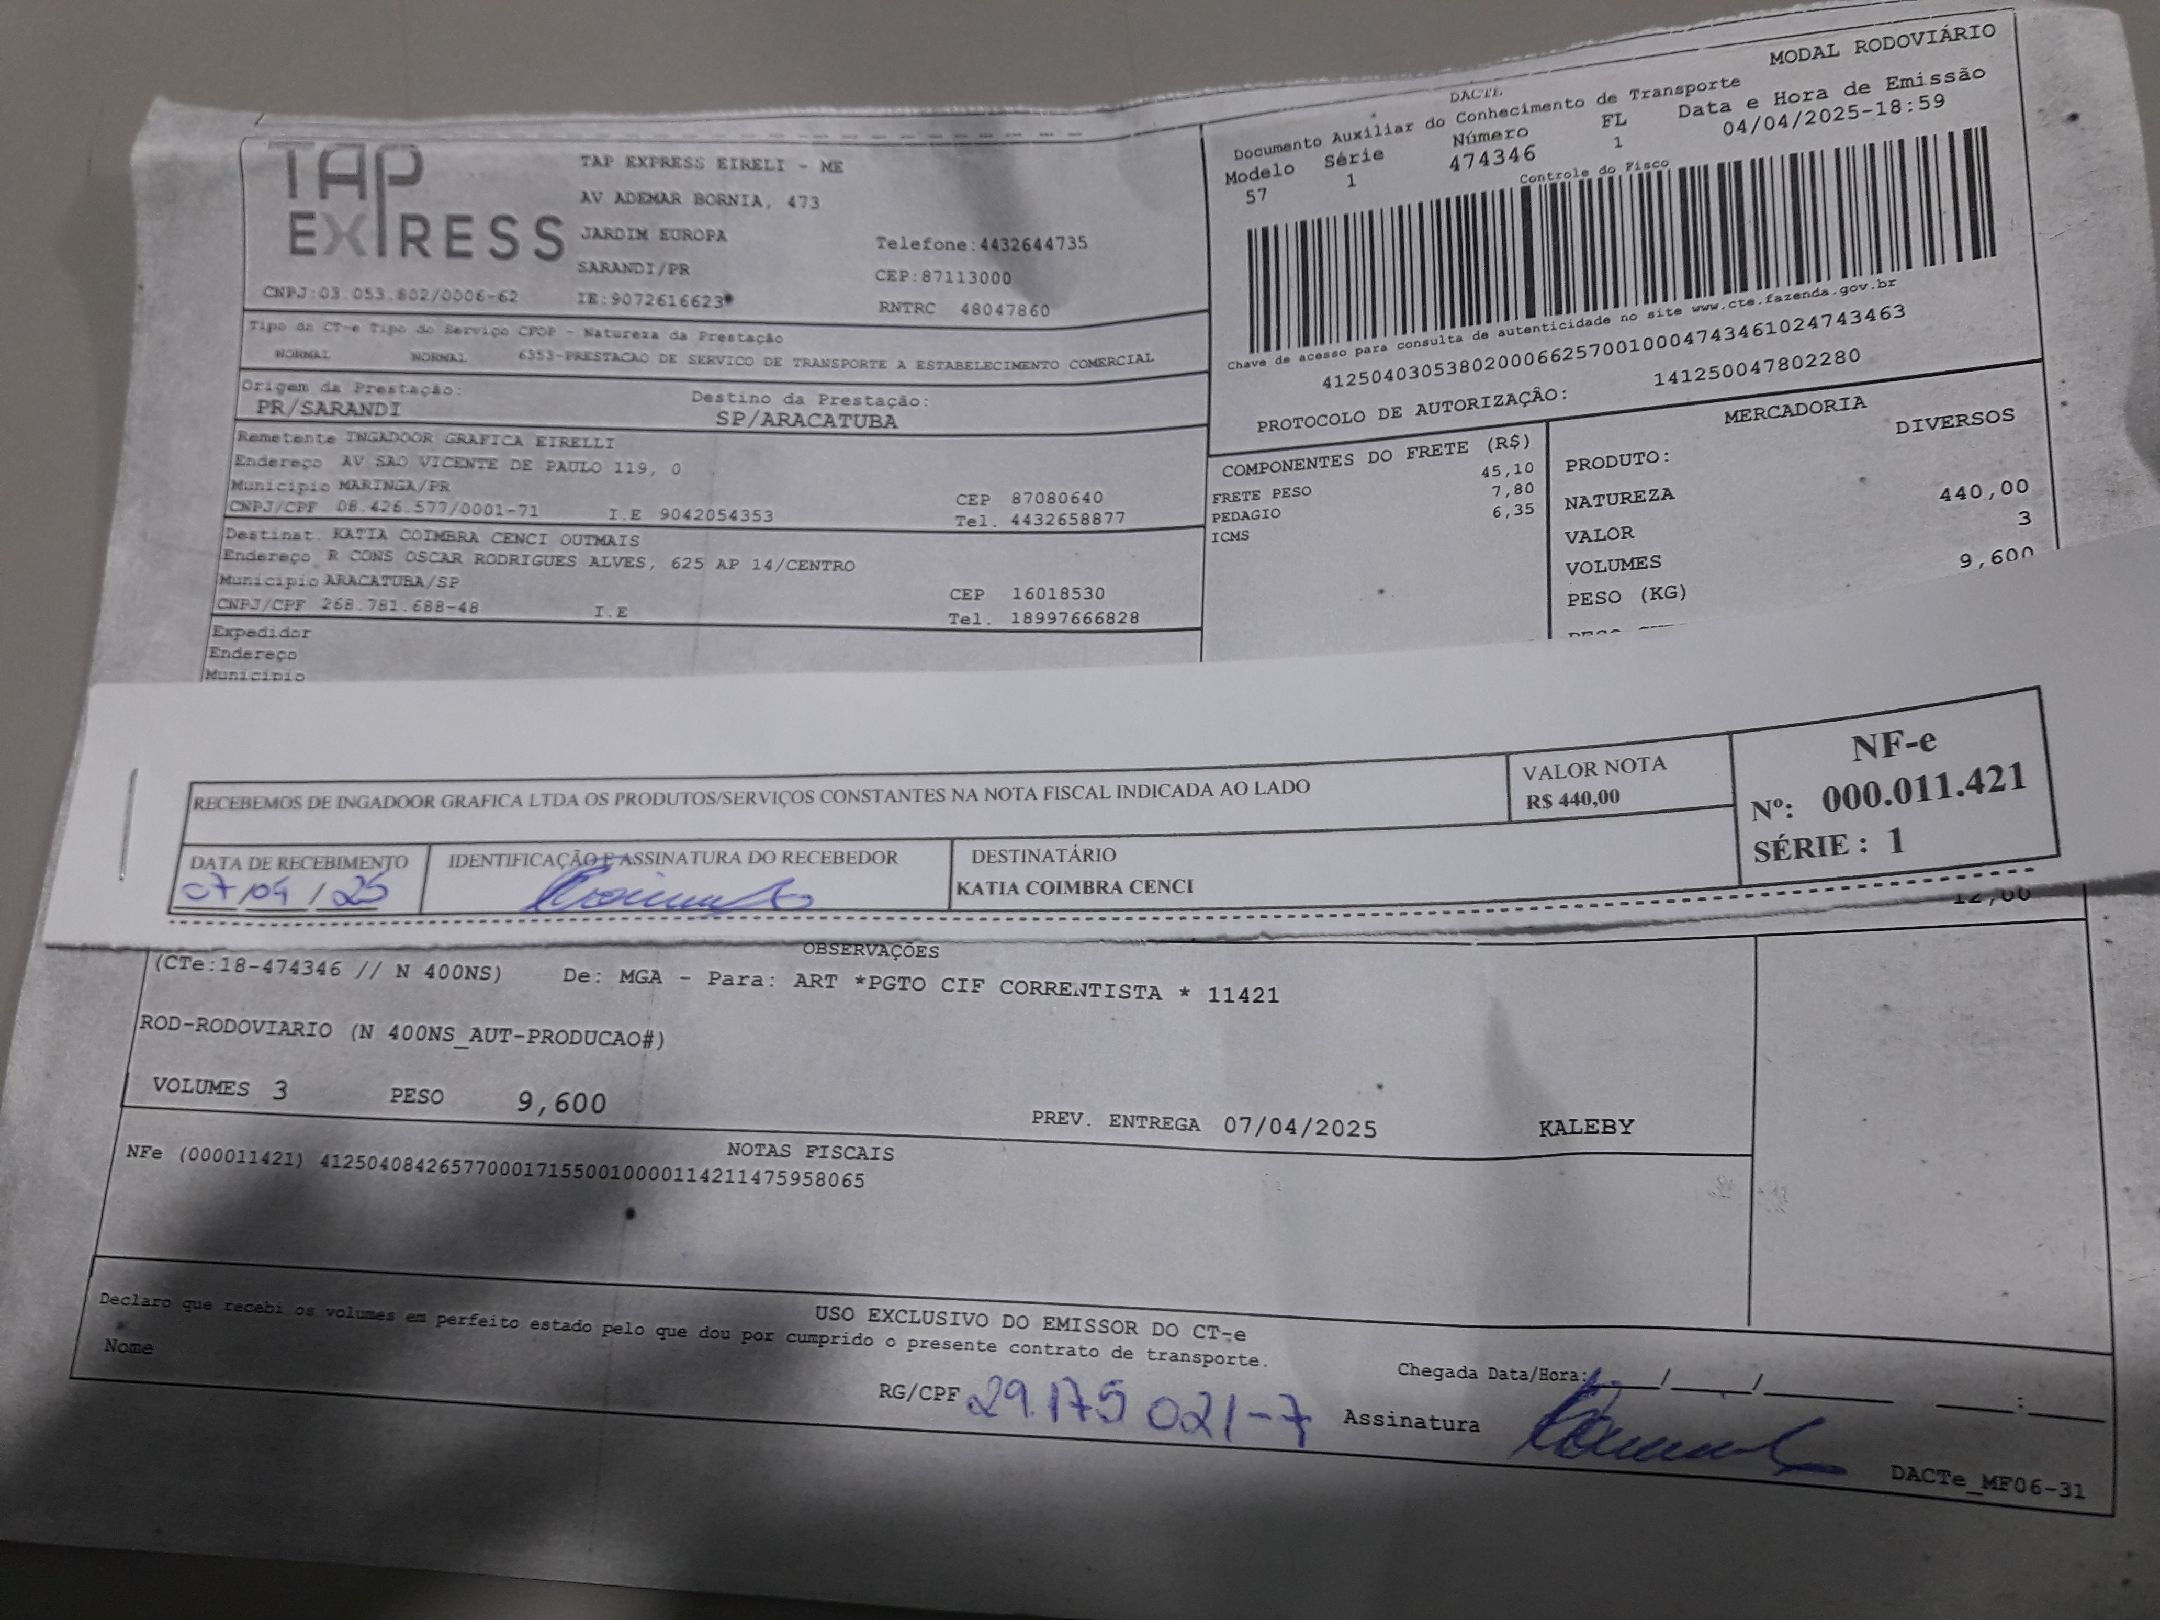 MODAL RODOVIÁRIO
DACTE
Documento Auxiliar do Conhecimento de Transporte
Data e Hora de Emissão
04/04/2025-18:59
Modelo Série Número FL
57 1 474346 1
Controle do Fisco
Chave de acesso para consulta de autenticidade no site www.cte.fazenda.gov.br
41250403053802000662570010004743461024743463
PROTOCOLO DE AUTORIZAÇÃO: 141250047802280
TAP EXPRESS
TAP EXPRESS EIRELI - ME
AV ADEMAR BORNIA, 473
JARDIM EUROPA Telefone:4432644735
SARANDI/PR CEP:87113000
CNPJ:03.053.802/0006-62 IE:9072616623 RNTRC 48047860
Tipo da CT-e Tipo do Serviço CFOP - Natureza da Prestação
NORMAL NORMAL 6353-PRESTACAO DE SERVICO DE TRANSPORTE A ESTABELECIMENTO COMERCIAL
Origem da Prestação: Destino da Prestação:
PR/SARANDI SP/ARACATUBA
Remetente INGADOOR GRAFICA EIRELLI
Endereço AV SAO VICENTE DE PAULO 119, 0
Município MARINGA/PR CEP 87080640
CNPJ/CPF 08.426.577/0001-71 I.E 9042054353 Tel. 4432658877
Destinat. KATIA COIMBRA CENCI OUTMAIS
Endereço R CONS OSCAR RODRIGUES ALVES, 625 AP 14/CENTRO
Município ARACATUBA/SP CEP 16018530
CNPJ/CPF 268.781.688-48 I.E Tel. 18997666828
Expedidor
Endereço
Município
COMPONENTES DO FRETE (R$)
FRETE PESO 45,10
PEDAGIO 7,80
ICMS 6,35
MERCADORIA
PRODUTO: DIVERSOS
NATUREZA
VALOR 440,00
VOLUMES 3
PESO (KG) 9,600
RECEBEMOS DE INGADOOR GRAFICA LTDA OS PRODUTOS/SERVIÇOS CONSTANTES NA NOTA FISCAL INDICADA AO LADO
VALOR NOTA
R$ 440,00
NF-e
Nº: 000.011.421
SÉRIE : 1
DATA DE RECEBIMENTO
07/04/25
IDENTIFICAÇÃO E ASSINATURA DO RECEBEDOR
DESTINATÁRIO
KATIA COIMBRA CENCI
12,00
OBSERVAÇÕES
(CTe:18-474346 // N 400NS) De: MGA - Para: ART *PGTO CIF CORRENTISTA * 11421
ROD-RODOVIARIO (N 400NS_AUT-PRODUCAO#)
VOLUMES 3 PESO 9,600 PREV. ENTREGA 07/04/2025 KALEBY
NOTAS FISCAIS
NFe (000011421) 41250408426577000171550010000114211475958065
USO EXCLUSIVO DO EMISSOR DO CT-e
Declaro que recebi os volumes em perfeito estado pelo que dou por cumprido o presente contrato de transporte.
Nome RG/CPF 29.175 021-7
Chegada Data/Hora: / / :
Assinatura
DACTe_MF06-31